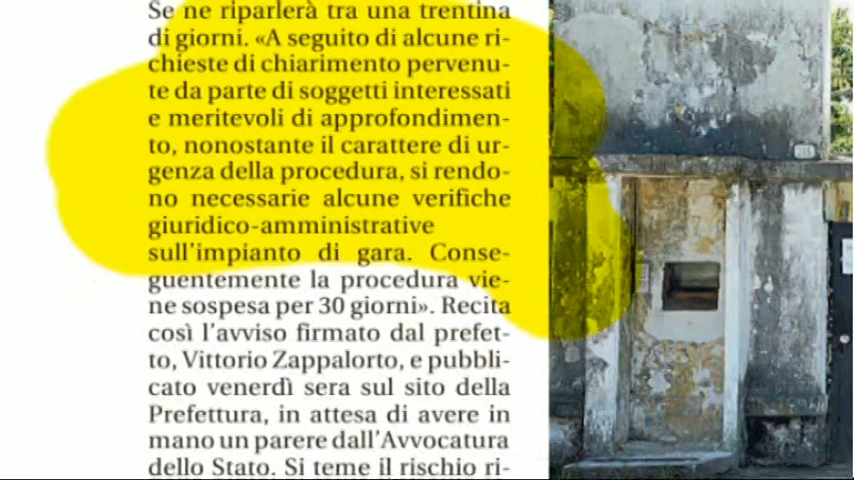 Se ne riparlerà tra una trentina
di giorni. «A seguito di alcune ri-
chieste di chiarimento pervenu-
te da parte di soggetti interessati
e meritevoli di approfondimen-
to, nonostante il carattere di ur-
genza della procedura, si rendo-
no necessarie alcune verifiche
giuridico-amministrative
sull'impianto di gara. Conse-
guentemente la procedura vie-
ne sospesa per 30 giorni». Recita
così l'avviso firmato dal prefet-
to, Vittorio Zappalorto, e pubbli-
cato venerdì sera sul sito della
Prefettura, in attesa di avere in
mano un parere dall'Avvocatura
dello Stato. Si teme il rischio ri-